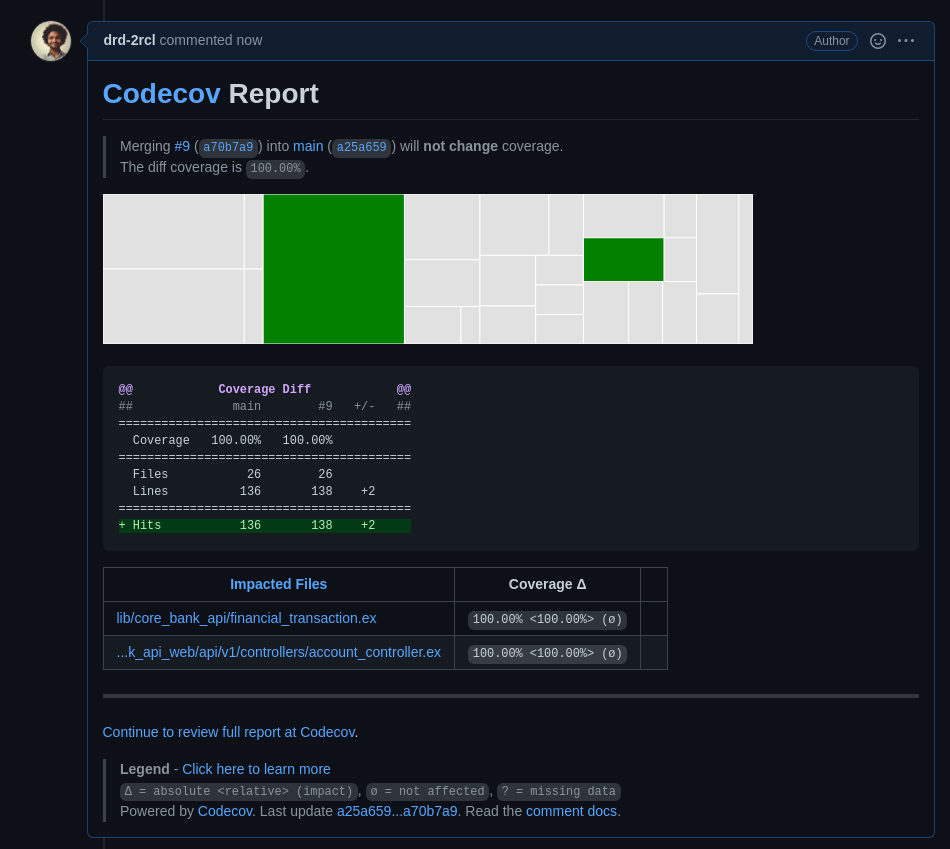 drd-2rcl commented now Author
Codecov Report
Merging #9 (a70b7a9) into main (a25a659) will not change coverage.
The diff coverage is 100.00%.
@@            Coverage Diff            @@
##              main        #9   +/-   ##
=========================================
  Coverage   100.00%   100.00%
=========================================
  Files           26        26
  Lines          136       138    +2
=========================================
+ Hits           136       138    +2
Impacted Files Coverage Δ
lib/core_bank_api/financial_transaction.ex 100.00% <100.00%> (ø)
...k_api_web/api/v1/controllers/account_controller.ex 100.00% <100.00%> (ø)
Continue to review full report at Codecov.
Legend - Click here to learn more
Δ = absolute <relative> (impact), ø = not affected, ? = missing data
Powered by Codecov. Last update a25a659...a70b7a9. Read the comment docs.